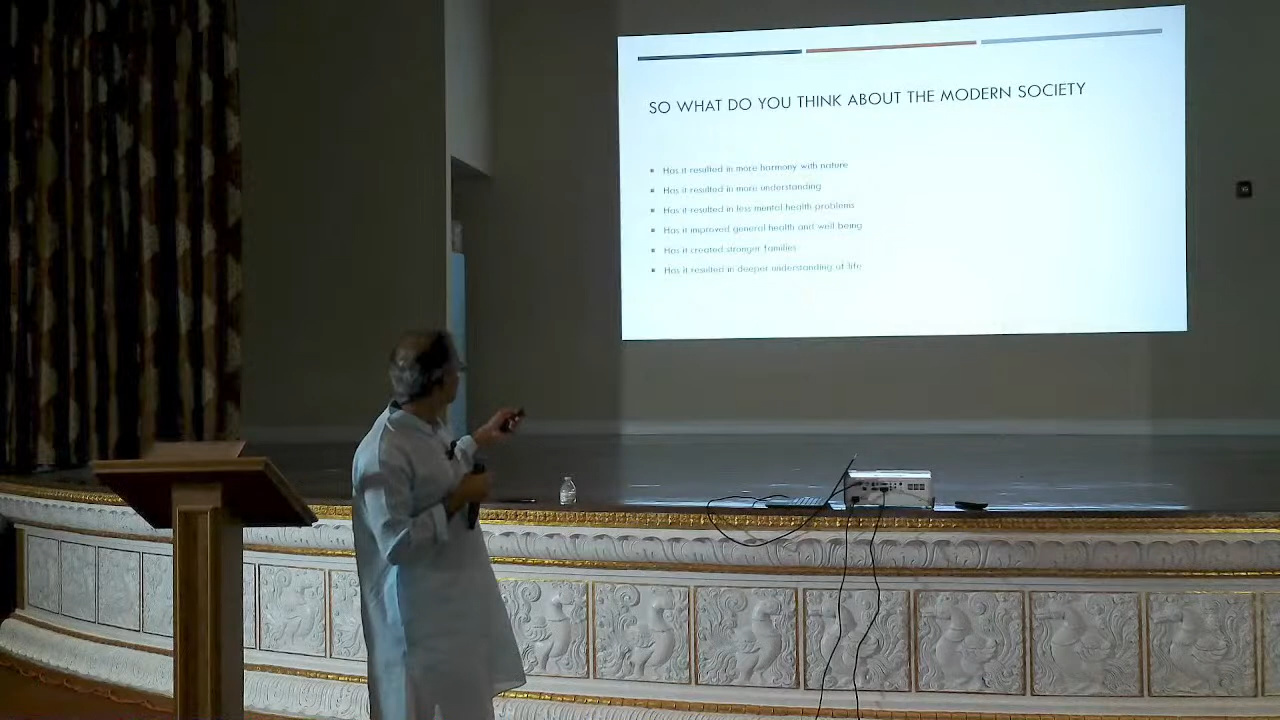 SO WHAT DO YOU THINK ABOUT THE MODERN SOCIETY
Has it resulted in more harmony with nature
Has it resulted in more understanding
Has it resulted in less mental health problems
Has it improved general health and well being
Has it created stronger families
Has it resulted in deeper understanding of life